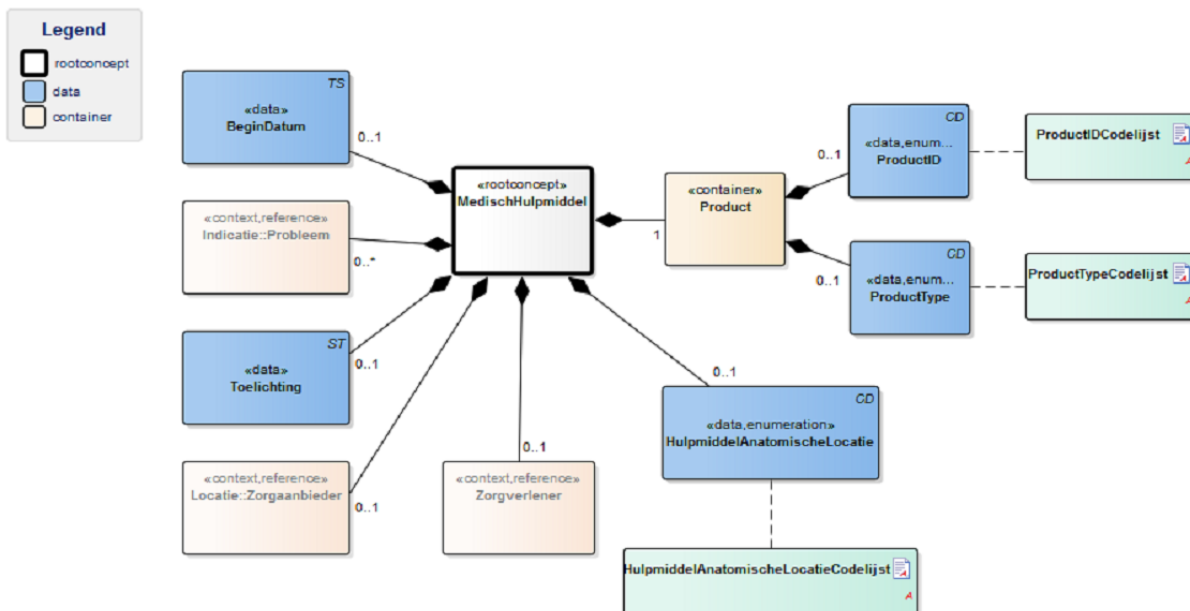 Legend
rootconcept
data
container
TS
«data»
BeginDatum
0..1
«context,reference»
Indicatie::Probleem
0..*
ST
«data»
Toelichting
0..1
«context,reference»
Locatie::Zorgaanbieder
0..1
«rootconcept»
MedischHulpmiddel
0..1
«context,reference»
Zorgverlener
1
«container»
Product
0..1
CD
«data,enum...
ProductID
ProductIDCodelijst
A
0..1
CD
«data,enum...
ProductType
ProductTypeCodelijst
A
0..1
CD
«data,enumeration»
HulpmiddelAnatomischeLocatie
HulpmiddelAnatomischeLocatieCodelijst
A